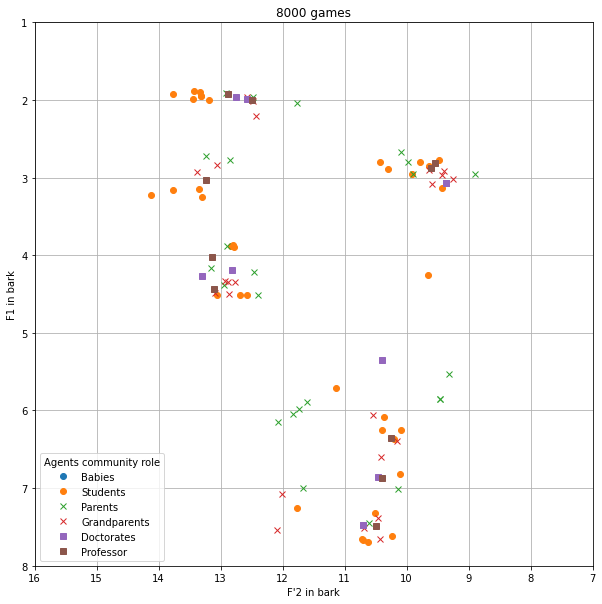 8000 games
F1 in bark
1
2
3
4
5
6
7
8
Agents community role
Babies
Students
Parents
Grandparents
Doctorates
Professor
16 15 14 13 12 11 10 9 8 7
F'2 in bark